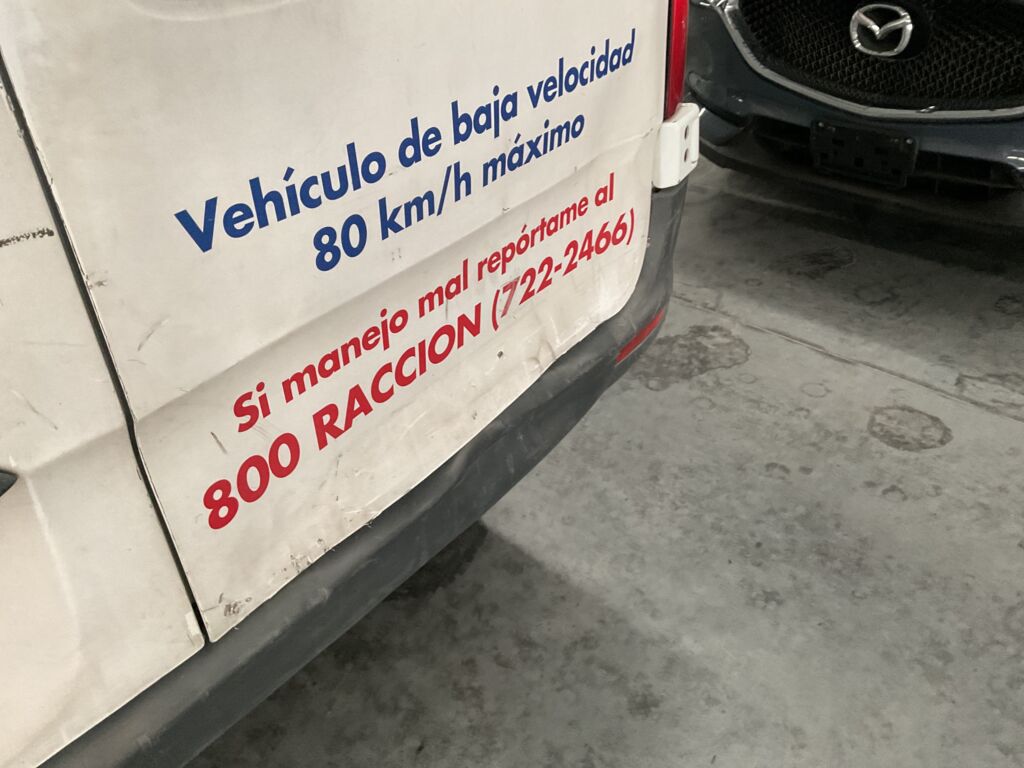 Vehículo de baja velocidad
80 km/h máximo
Si manejo mal repórtame al
800 RACCION (722-2466)